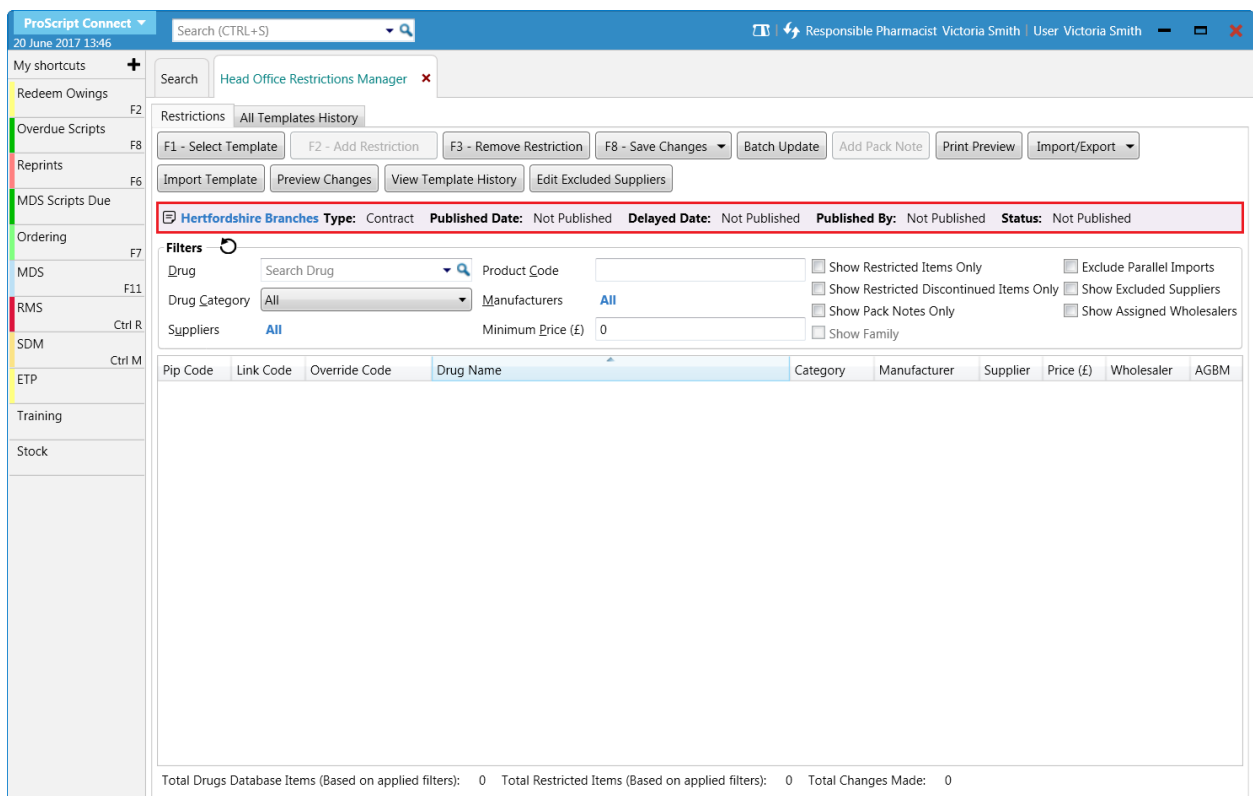 ProScript Connect
20 June 2017 13:46
Search (CTRL+S)
Responsible Pharmacist Victoria Smith | User Victoria Smith
My shortcuts
Redeem Owings
F2
Overdue Scripts
F8
Reprints
F6
MDS Scripts Due
Ordering
F7
MDS
F11
RMS
Ctrl R
SDM
Ctrl M
ETP
Training
Stock
Search Head Office Restrictions Manager
Restrictions All Templates History
F1 - Select Template F2 - Add Restriction F3 - Remove Restriction F8 - Save Changes Batch Update Add Pack Note Print Preview Import/Export
Import Template Preview Changes View Template History Edit Excluded Suppliers
Hertfordshire Branches Type: Contract Published Date: Not Published Delayed Date: Not Published Published By: Not Published Status: Not Published
Filters
Drug Search Drug Product Code Show Restricted Items Only Exclude Parallel Imports
Drug Category All Manufacturers All Show Restricted Discontinued Items Only Show Excluded Suppliers
Show Pack Notes Only Show Assigned Wholesalers
Suppliers All Minimum Price (£) 0 Show Family
Pip Code Link Code Override Code Drug Name Category Manufacturer Supplier Price (£) Wholesaler AGBM
Total Drugs Database Items (Based on applied filters): 0 Total Restricted Items (Based on applied filters): 0 Total Changes Made: 0